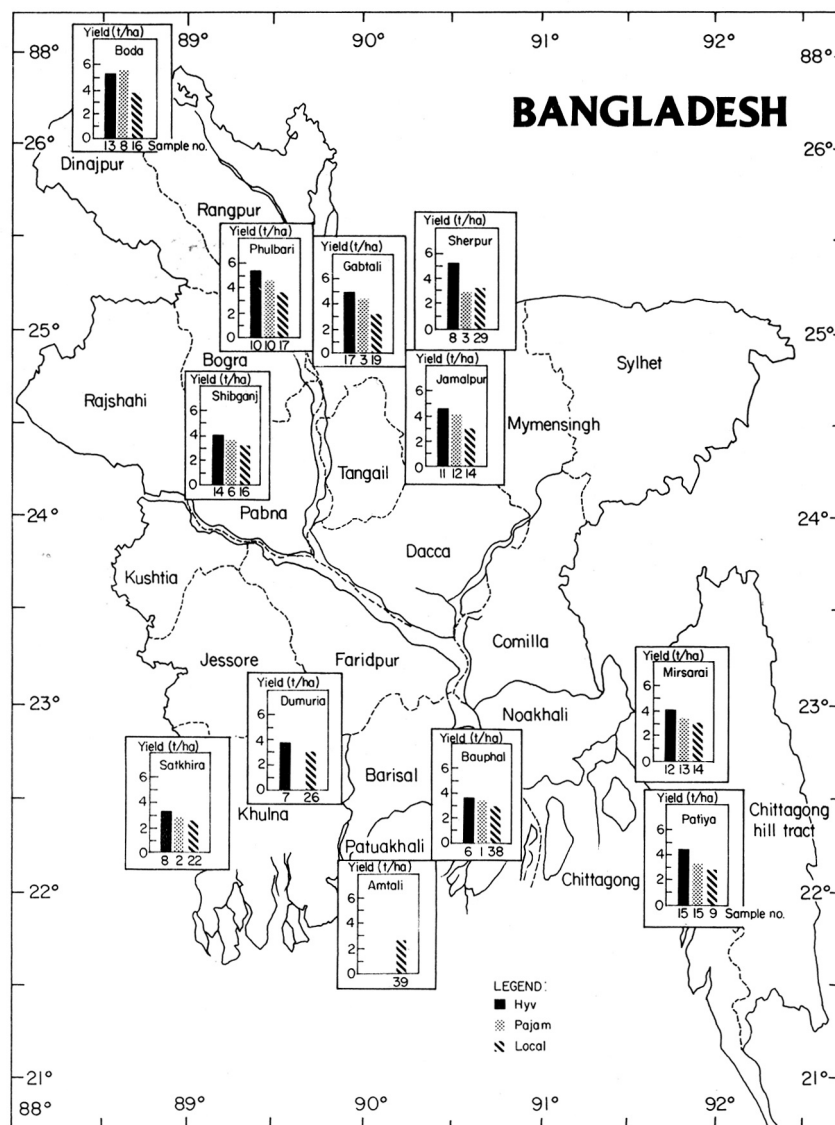 BANGLADESH
89° 90° 91° 92°
88° 88°
26° 26°
25° 25°
24° 24°
23° 23°
22° 22°
21° 21°
88° 89° 90° 91° 92°
Yield (t/ha)
Boda
6
4
2
0
13 8 16 Sample no.
Dinajpur
Rangpur
Yield (t/ha)
Phulbari
6
4
2
0
10 10 17
Yield (t/ha)
Gabtali
6
4
2
0
17 3 19
Yield (t/ha)
Sherpur
6
4
2
0
8 3 29
Sylhet
Bogra
Rajshahi
Yield (t/ha)
Shibganj
6
4
2
0
14 6 16
Yield (t/ha)
Jamalpur
6
4
2
0
11 12 14
Mymensingh
Tangail
Pabna
Dacca
Kushtia
Comilla
Jessore
Faridpur
Yield (t/ha)
Mirsarai
6
4
2
0
12 13 14
Yield (t/ha)
Dumuria
6
4
2
0
7 26
Noakhali
Yield (t/ha)
Satkhira
6
4
2
0
8 2 22
Barisal
Yield (t/ha)
Bauphal
6
4
2
0
6 1 38
Khulna
Patuakhali
Chittagong
hill tract
Yield (t/ha)
Patiya
6
4
2
0
15 15 9 Sample no.
Chittagong
Yield (t/ha)
Amtali
6
4
2
0
39
LEGEND:
Hyv
Pajam
Local